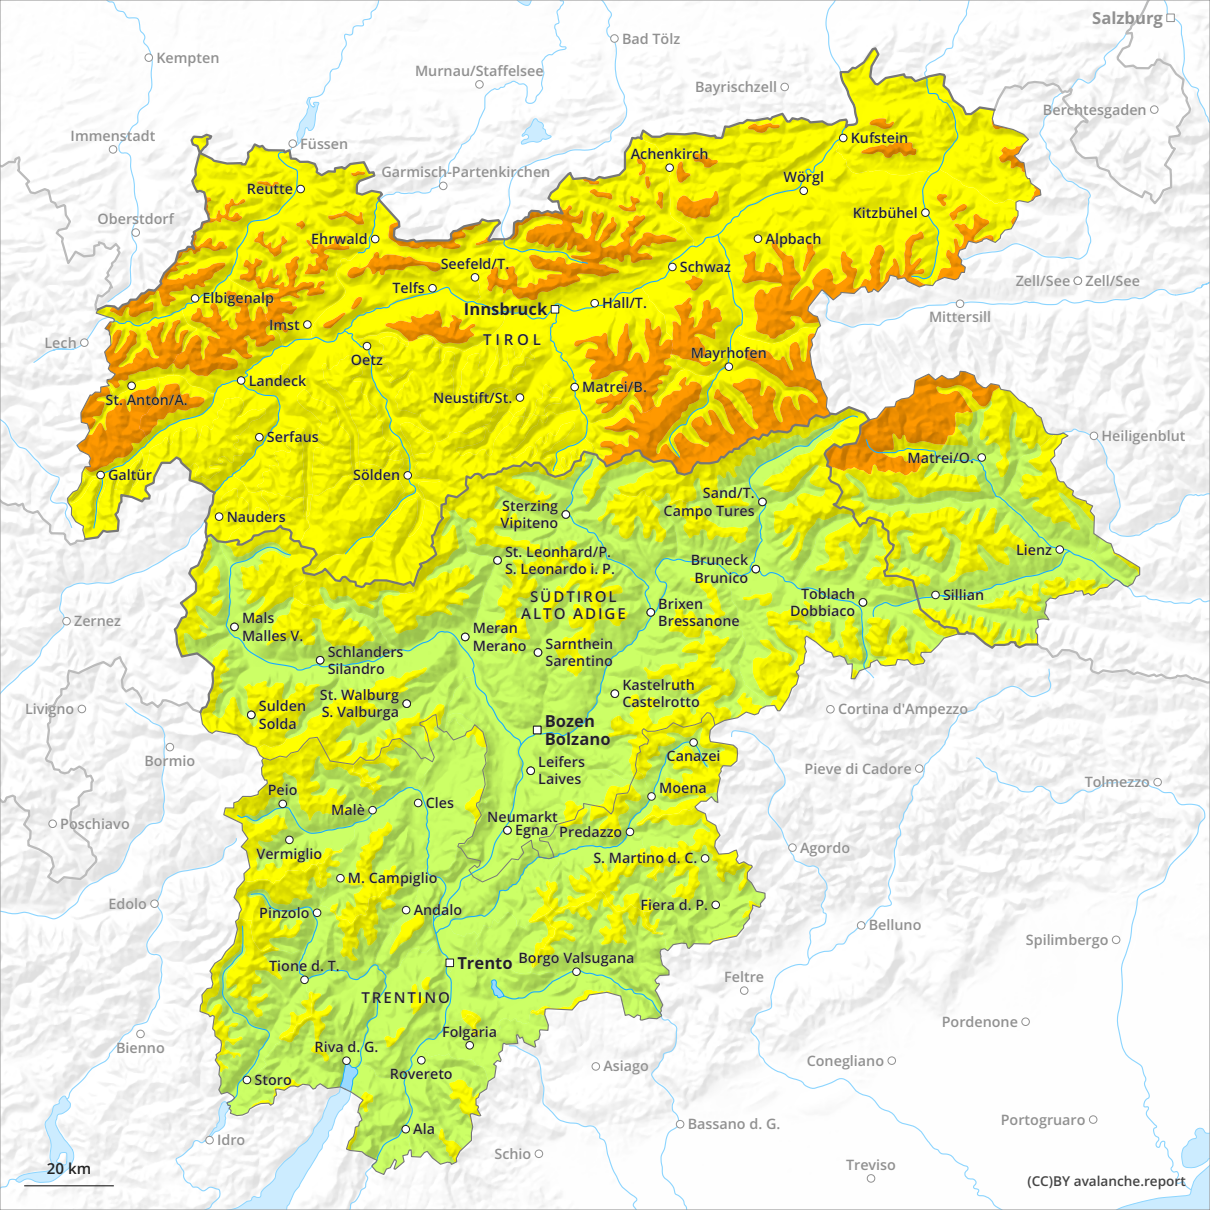 Salzburg
Bad Tölz
Kempten
Murnau/Staffelsee
Bayrischzell
Berchtesgaden
Immenstadt
Füssen
Kufstein
Achenkirch
Garmisch-Partenkirchen
Wörgl
Reutte
Oberstdorf
Kitzbühel
Ehrwald
Alpbach
Seefeld/T.
Schwaz
Zell/See
Zell/See
Telfs
Elbigenalp
Hall/T.
Innsbruck
Mittersill
Imst
TIROL
Lech
Oetz
Mayrhofen
Landeck
Matrei/B.
St. Anton/A.
Neustift/St.
Serfaus
Heiligenblut
Matrei/O.
Galtür
Sölden
Sand/T.
Campo Tures
Sterzing
Vipiteno
Nauders
St. Leonhard/P.
S. Leonardo i. P.
Lienz
Bruneck
Brunico
SÜDTIROL
ALTO ADIGE
Toblach
Dobbiaco
Sillian
Brixen
Bressanone
Zernez
Mals
Malles V.
Meran
Merano
Sarnthein
Sarentino
Schlanders
Silandro
Kastelruth
Castelrotto
St. Walburg
S. Valburga
Livigno
Sulden
Solda
Cortina d'Ampezzo
Bozen
Bolzano
Canazei
Bormio
Leifers
Laives
Pieve di Cadore
Tolmezzo
Peio
Moena
Malè
Cles
Neumarkt
Egna
Predazzo
Poschiavo
Vermiglio
Agordo
S. Martino d. C.
M. Campiglio
Edolo
Pinzolo
Andalo
Fiera d. P.
Belluno
Spilimbergo
Trento
Borgo Valsugana
Tione d. T.
Feltre
TRENTINO
Pordenone
Folgaria
Bienno
Riva d. G.
Conegliano
Asiago
Rovereto
Storo
Portogruaro
Bassano d. G.
Ala
Idro
Schio
Treviso
20 km
(CC)BY avalanche.report